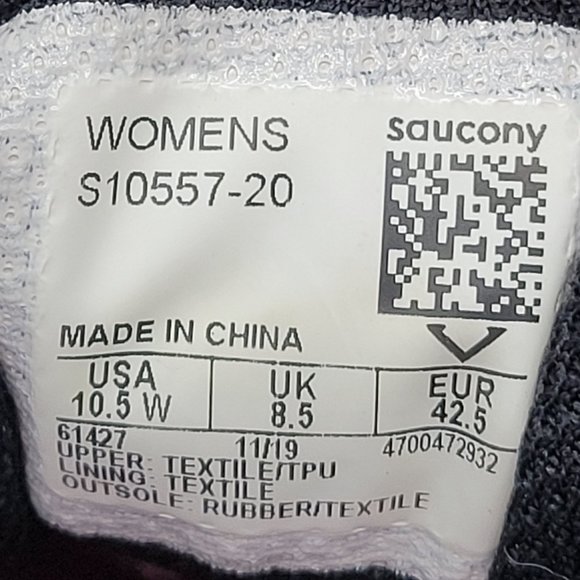 WOMENS
saucony
S10557-20
MADE IN CHINA
USA UK EUR
10.5 W 8.5 42.5
61427 11/19 4700472932
UPPER: TEXTILE/TPU
LINING: TEXTILE
OUTSOLE: RUBBER/TEXTILE